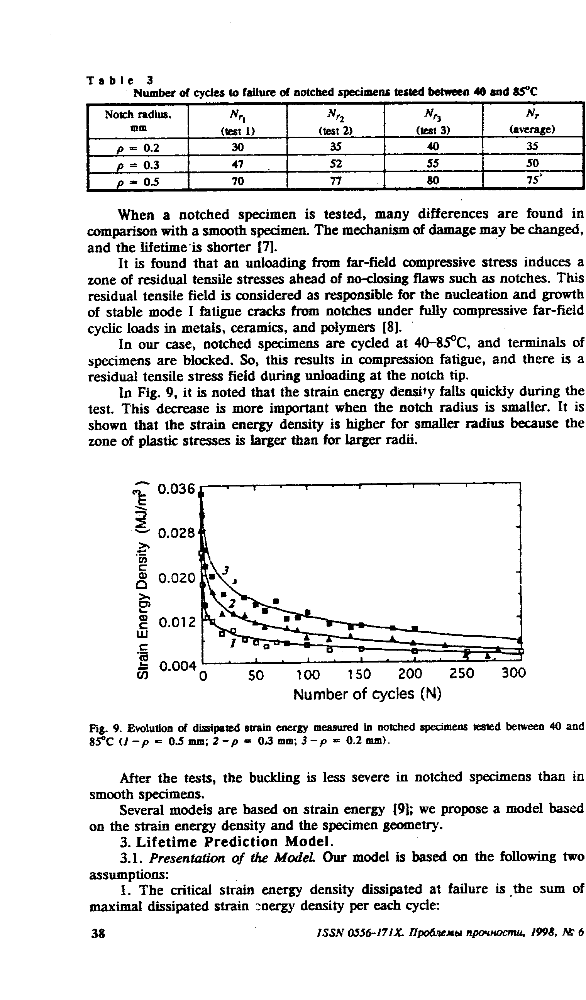 Table 3
Number of cycles to failure of notched specimens tested between 40 and 85°C
Notch radius, mm | Nr1 (test 1) | Nr2 (test 2) | Nr3 (test 3) | Nr (average)
ρ = 0.2 | 30 | 35 | 40 | 35
ρ = 0.3 | 47 | 52 | 55 | 50
ρ = 0.5 | 70 | 77 | 80 | 75
When a notched specimen is tested, many differences are found in
comparison with a smooth specimen. The mechanism of damage may be changed,
and the lifetime is shorter [7].
It is found that an unloading from far-field compressive stress induces a
zone of residual tensile stresses ahead of no-closing flaws such as notches. This
residual tensile field is considered as responsible for the nucleation and growth
of stable mode I fatigue cracks from notches under fully compressive far-field
cyclic loads in metals, ceramics, and polymers [8].
In our case, notched specimens are cycled at 40–85°C, and terminals of
specimens are blocked. So, this results in compression fatigue, and there is a
residual tensile stress field during unloading at the notch tip.
In Fig. 9, it is noted that the strain energy density falls quickly during the
test. This decrease is more important when the notch radius is smaller. It is
shown that the strain energy density is higher for smaller radius because the
zone of plastic stresses is larger than for larger radii.
Strain Energy Density (MJ/m³)
0.036
0.028
0.020
0.012
0.004
3
2
1
0 50 100 150 200 250 300
Number of cycles (N)
Fig. 9. Evolution of dissipated strain energy measured in notched specimens tested between 40 and
85°C (1 – ρ = 0.5 mm; 2 – ρ = 0.3 mm; 3 – ρ = 0.2 mm).
After the tests, the buckling is less severe in notched specimens than in
smooth specimens.
Several models are based on strain energy [9]; we propose a model based
on the strain energy density and the specimen geometry.
3. Lifetime Prediction Model.
3.1. Presentation of the Model. Our model is based on the following two
assumptions:
1. The critical strain energy density dissipated at failure is the sum of
maximal dissipated strain energy density per each cycle:
38
ISSN 0556-171X. Проблемы прочности, 1998, № 6